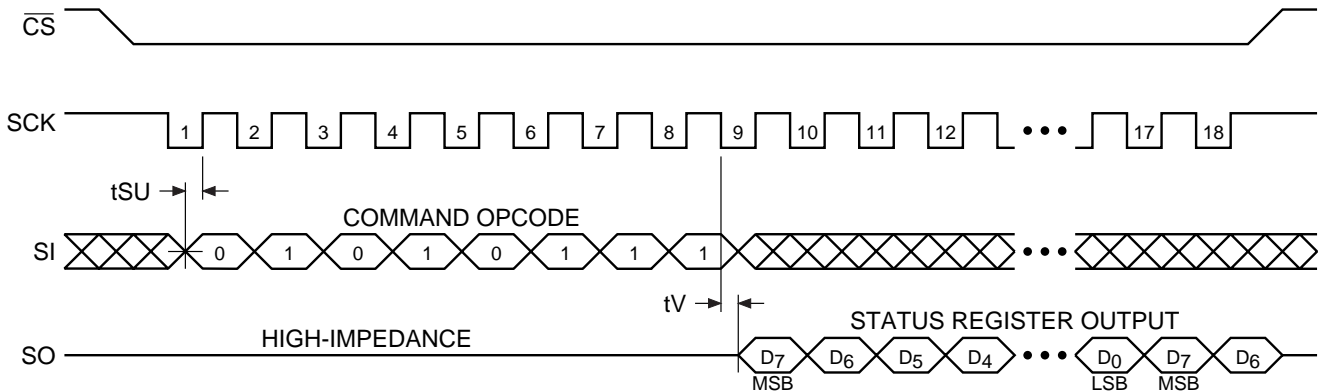 CS
SCK 1 2 3 4 5 6 7 8 9 10 11 12 ••• 17 18
tSU
COMMAND OPCODE
SI 0 1 0 1 0 1 1 1 •••
tV
HIGH-IMPEDANCE STATUS REGISTER OUTPUT
SO D7 D6 D5 D4 ••• D0 D7 D6
MSB LSB MSB